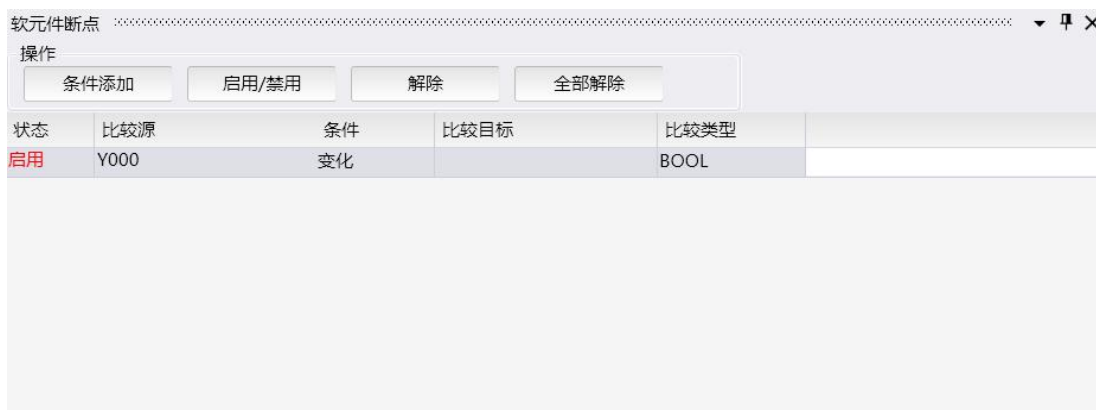 软元件断点
操作
条件添加 启用/禁用 解除 全部解除
状态 比较源 条件 比较目标 比较类型
启用 Y000 变化 BOOL